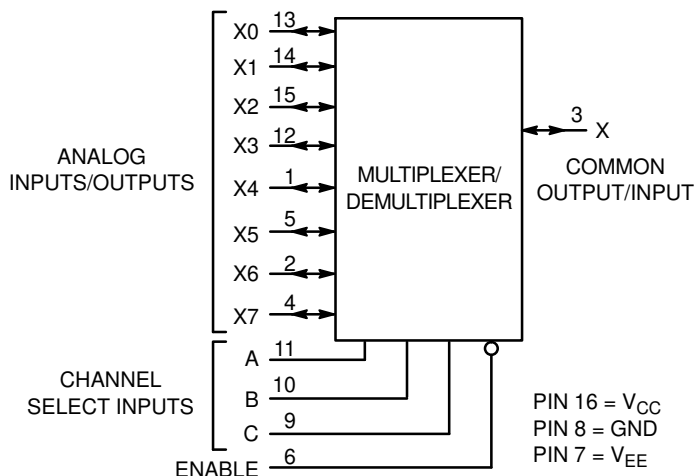 X0 13
X1 14
X2 15
X3 12
X4 1
X5 5
X6 2
X7 4
ANALOG
INPUTS/OUTPUTS
MULTIPLEXER/
DEMULTIPLEXER
3 X
COMMON
OUTPUT/INPUT
A 11
B 10
C 9
CHANNEL
SELECT INPUTS
ENABLE 6
PIN 16 = VCC
PIN 8 = GND
PIN 7 = VEE